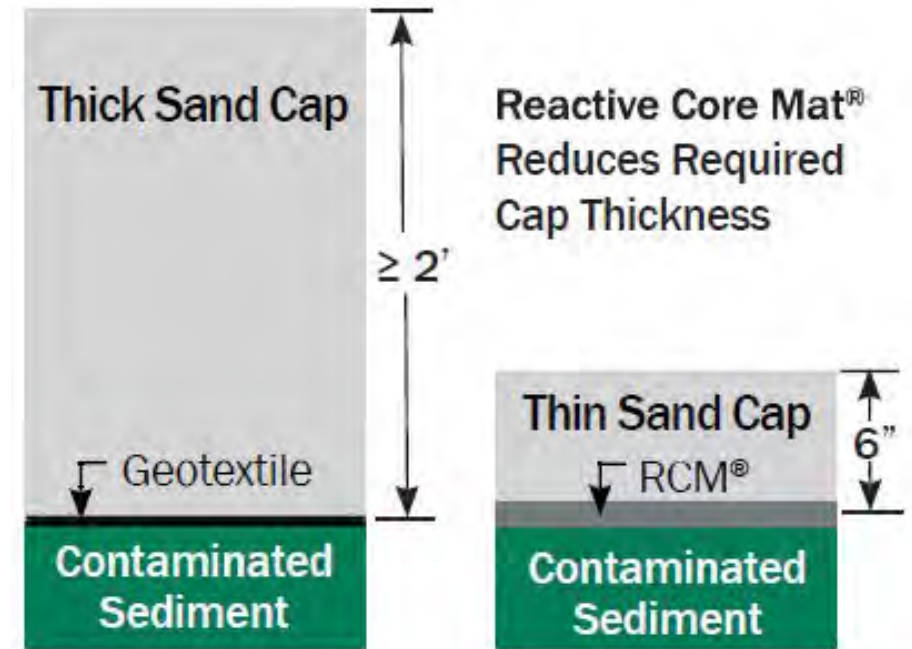 Thick Sand Cap
≥ 2’
Geotextile
Contaminated
Sediment
Reactive Core Mat®
Reduces Required
Cap Thickness
Thin Sand Cap
6”
RCM®
Contaminated
Sediment